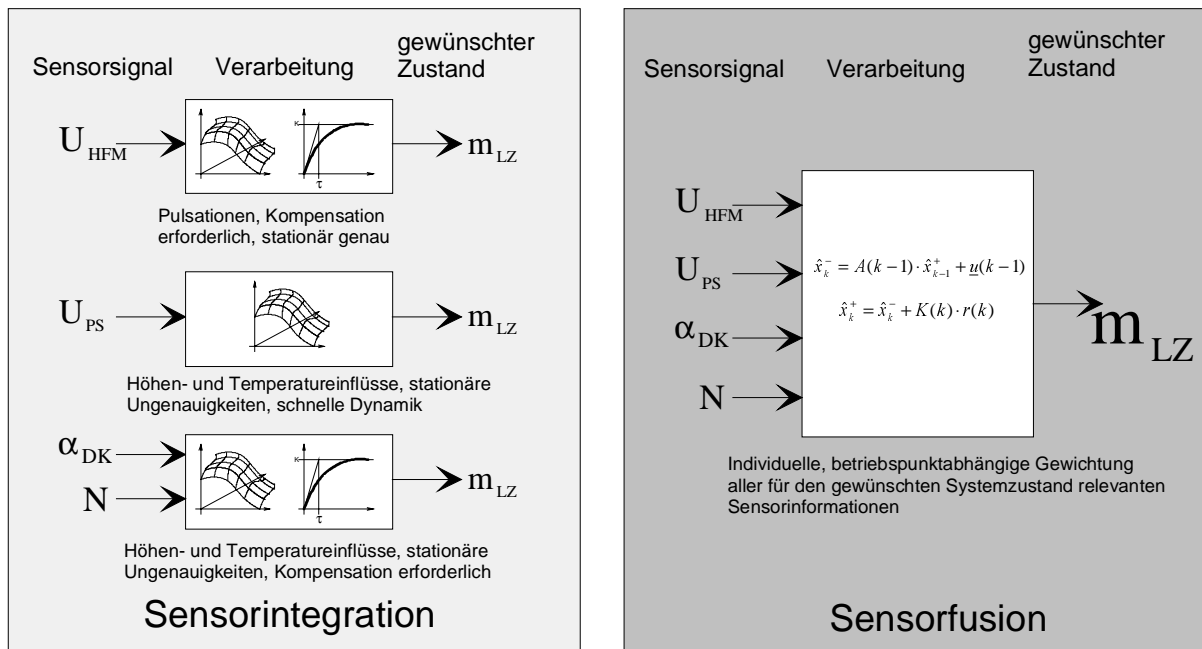 Sensorsignal Verarbeitung gewünschter
Zustand
U_HFM
K
τ
m_LZ
Pulsationen, Kompensation
erforderlich, stationär genau
U_PS
m_LZ
Höhen- und Temperatureinflüsse, stationäre
Ungenauigkeiten, schnelle Dynamik
α_DK
N
K
τ
m_LZ
Höhen- und Temperatureinflüsse, stationäre
Ungenauigkeiten, Kompensation erforderlich
Sensorintegration
Sensorsignal Verarbeitung gewünschter
Zustand
U_HFM
U_PS
α_DK
N
x̂_k^- = A(k−1)·x̂_{k−1}^+ + u(k−1)
x̂_k^+ = x̂_k^- + K(k)·r(k)
m_LZ
Individuelle, betriebspunktabhängige Gewichtung
aller für den gewünschten Systemzustand relevanten
Sensorinformationen
Sensorfusion